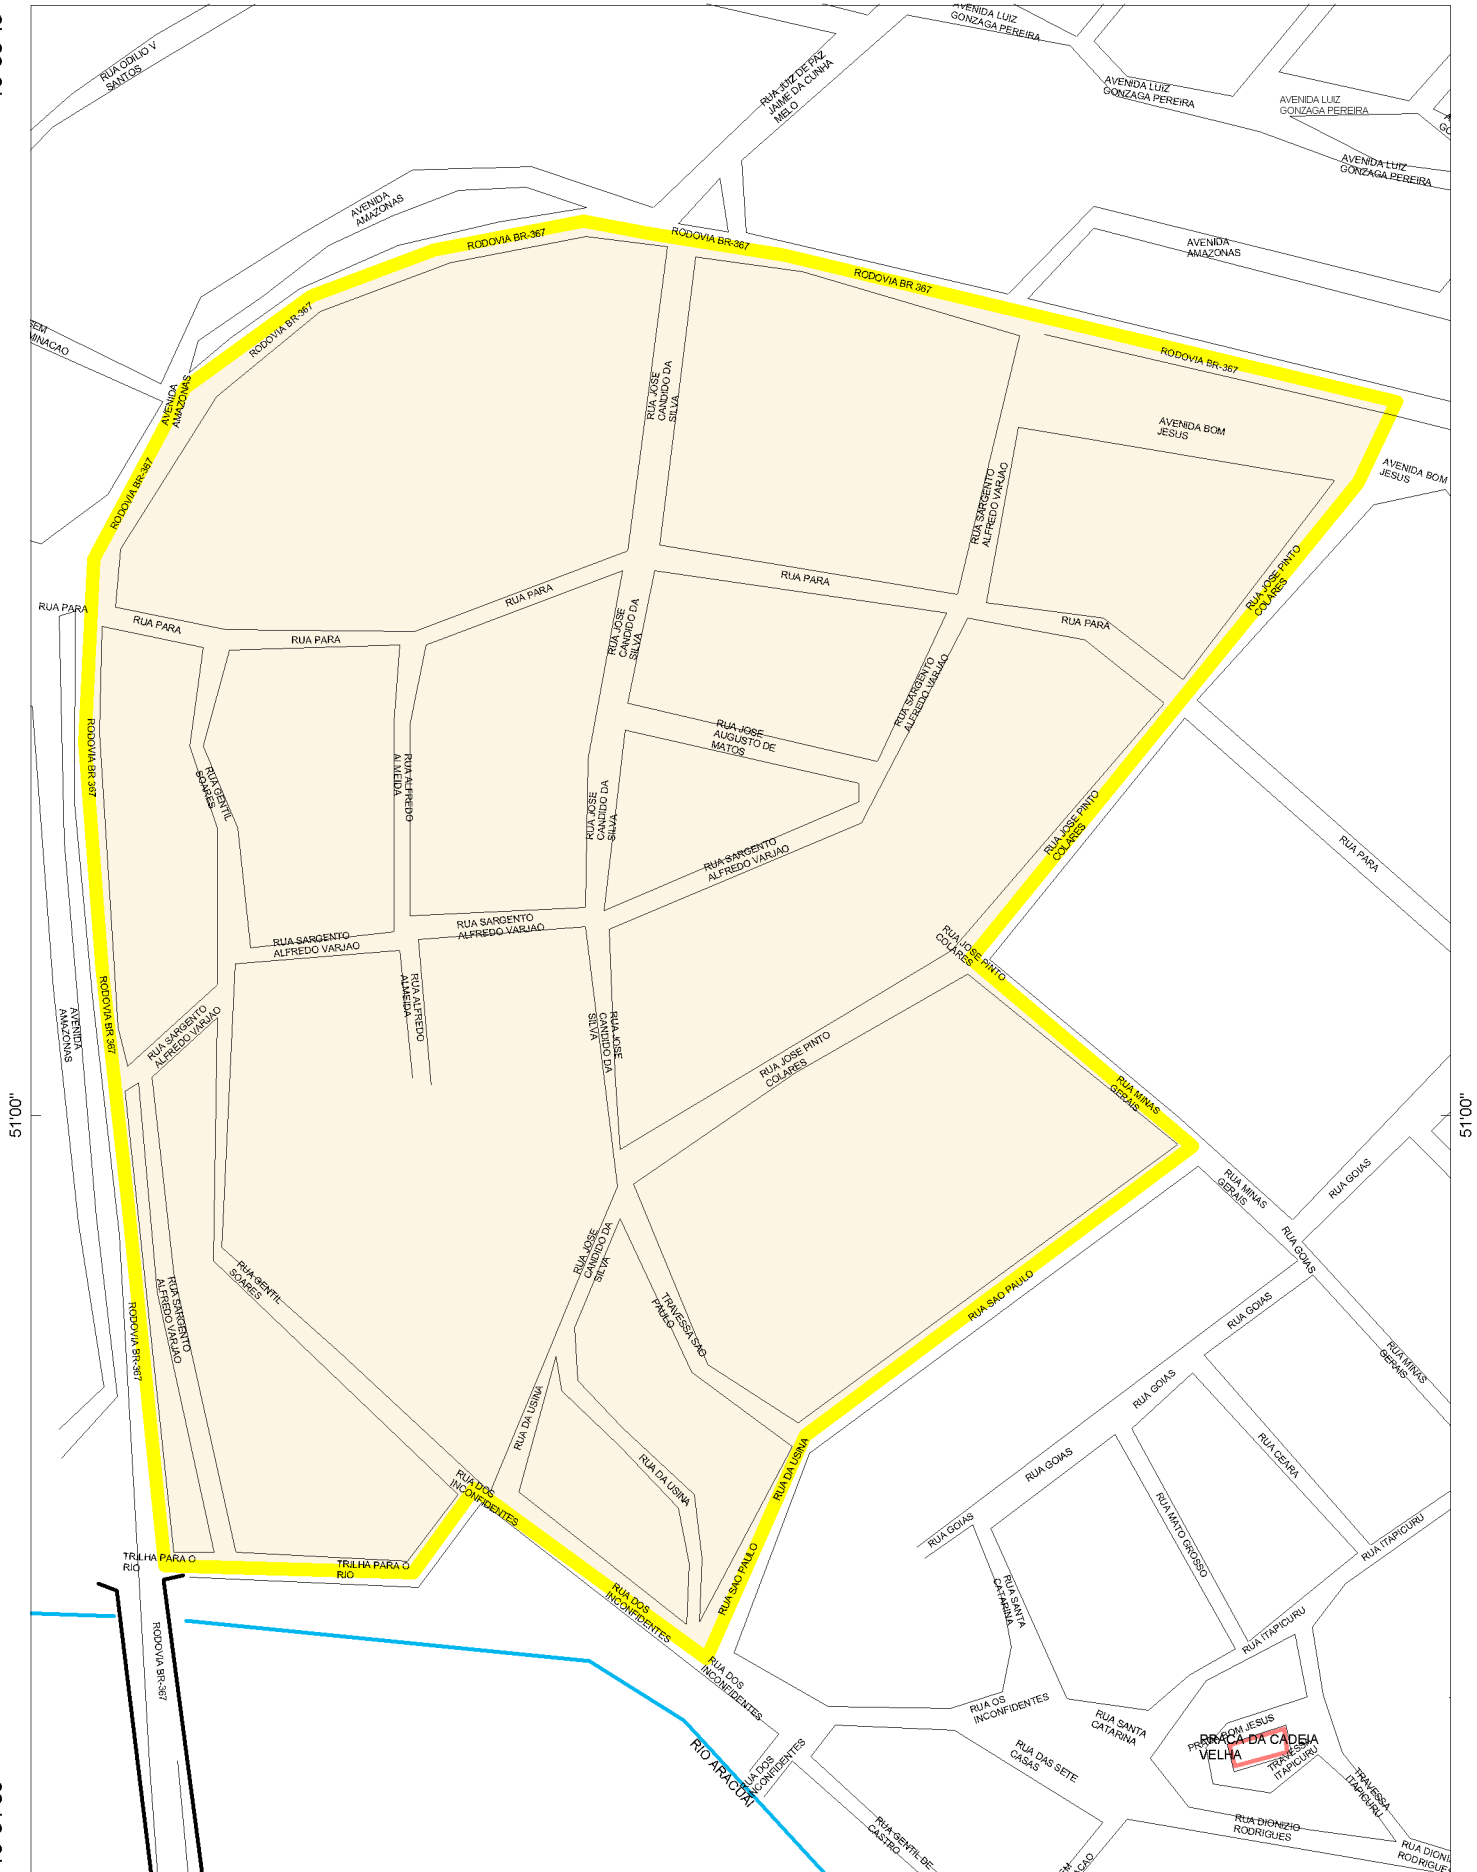 RUA ODILIO V
SANTOS
AVENIDA LUIZ
GONZAGA PEREIRA
RUA JUIZ DE PAZ
JAIME DA CUNHA
MELO
AVENIDA LUIZ
GONZAGA PEREIRA
AVENIDA LUIZ
GONZAGA PEREIRA
AVENIDA LUIZ
GONZAGA PEREIRA
AVENIDA
AMAZONAS
RODOVIA BR-367
RODOVIA BR-367
AVENIDA
AMAZONAS
RODOVIA BR 367
RODOVIA BR-367
RODOVIA BR-367
AVENIDA
AMAZONAS
RUA JOSE
CANDIDO DA
SILVA
AVENIDA BOM
JESUS
AVENIDA BOM
JESUS
RODOVIA BR-367
RUA SARGENTO
ALFREDO VARJAO
RUA JOSE PINTO
COLARES
RUA PARA
RUA PARA
RUA PARA
RUA PARA
RUA PARA
RUA PARA
RUA JOSE
CANDIDO DA
SILVA
RUA SARGENTO
ALFREDO VARJAO
RUA JOSE
AUGUSTO DE
MATOS
RODOVIA BR 367
RUA GENTIL
SOARES
RUA ALFREDO
ALMEIDA
RUA JOSE
CANDIDO DA
SILVA
RUA JOSE PINTO
COLARES
RUA PARA
RUA SARGENTO
ALFREDO VARJAO
RUA SARGENTO
ALFREDO VARJAO
RUA SARGENTO
ALFREDO VARJAO
RUA JOSE PINTO
COLARES
RODOVIA BR 367
AVENIDA
AMAZONAS
RUA SARGENTO
ALFREDO VARJAO
RUA ALFREDO
ALMEIDA
RUA JOSE
CANDIDO DA
SILVA
RUA JOSE PINTO
COLARES
RUA MINAS
GERAIS
51'00"
51'00"
RUA MINAS
GERAIS
RUA GOIAS
RUA GOIAS
RUA JOSE
CANDIDO DA
SILVA
RUA GENTIL
SOARES
RUA SARGENTO
ALFREDO VARJAO
RODOVIA BR-367
TRAVESSA SAO
PAULO
RUA SAO PAULO
RUA GOIAS
RUA MINAS
GERAIS
RUA GOIAS
RUA DA USINA
RUA DA USINA
RUA DA USINA
RUA GOIAS
RUA CEARA
RUA DOS
INCONFIDENTES
RUA MATO GROSSO
RUA GOIAS
RUA ITAPICURU
TRILHA PARA O
RIO
TRILHA PARA O
RIO
RUA SAO PAULO
RUA DOS
INCONFIDENTES
RUA SANTA
CATARINA
RUA ITAPICURU
RODOVIA BR-367
RUA DOS
INCONFIDENTES
RUA OS
INCONFIDENTES
RUA SANTA
CATARINA
BOM JESUS
PRACA DA CADEIA
VELHA
TRAVESSA
ITAPICURU
RIO ARACUAI
RUA DOS
INCONFIDENTES
RUA DAS SETE
CASAS
TRAVESSA
ITAPICURU
RUA DIONIZIO
RODRIGUES
RUA GENTIL DE
CASTRO